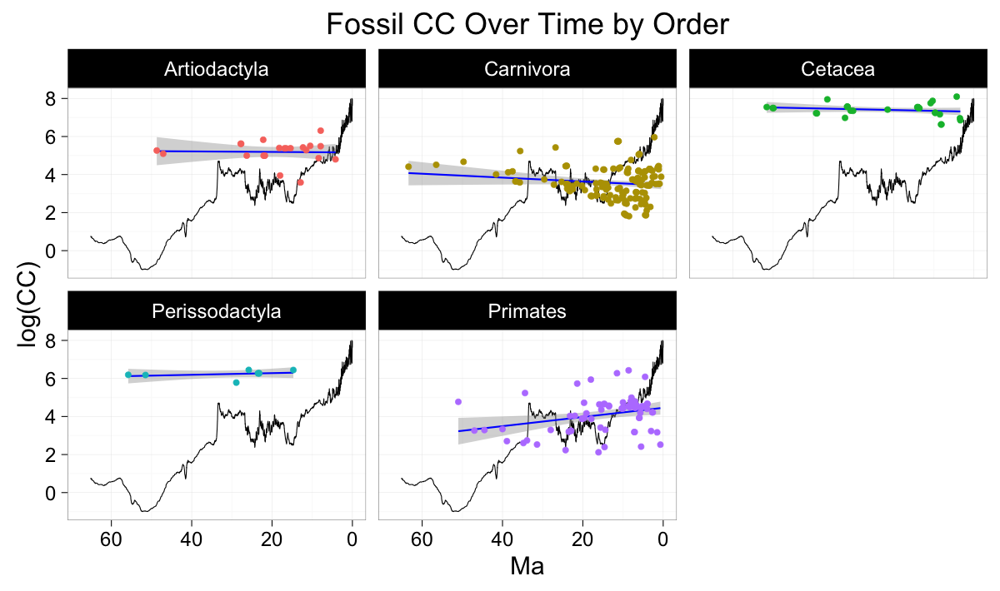 Fossil CC Over Time by Order
Artiodactyla
Carnivora
Cetacea
8
6
4
2
0
log(CC)
Perissodactyla
Primates
8
6
4
2
0
60 40 20 0
60 40 20 0
Ma